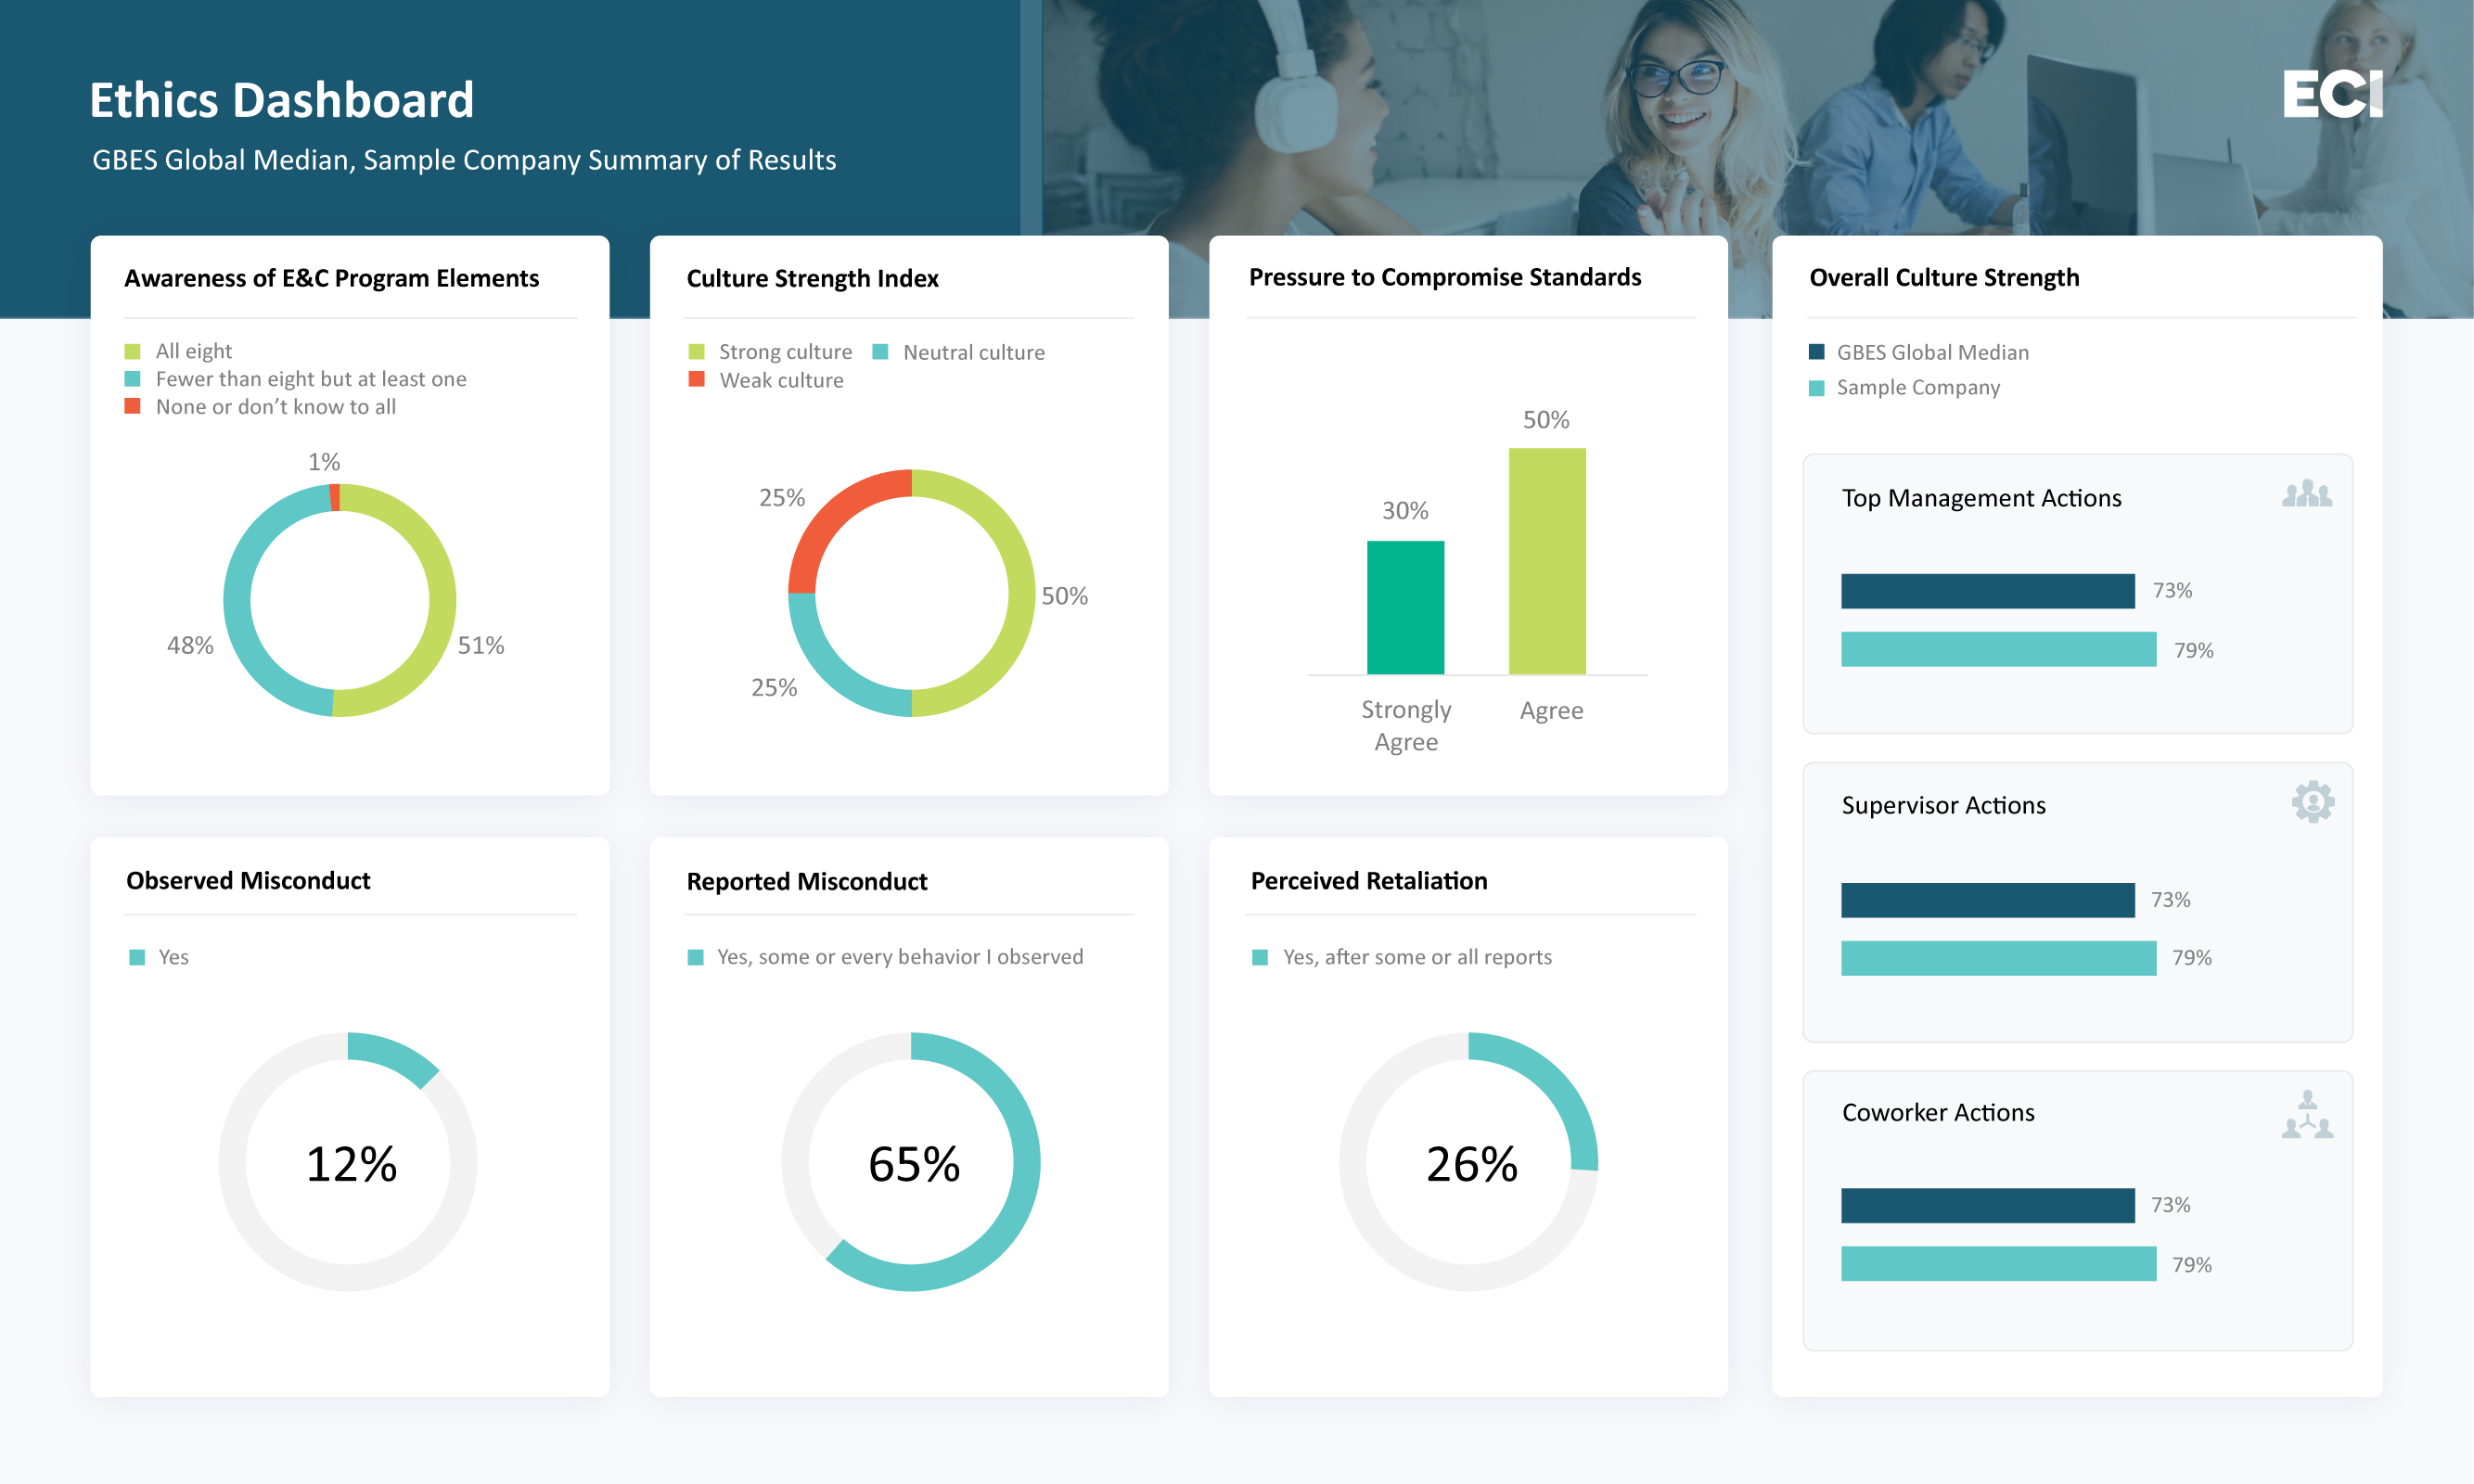 Ethics Dashboard
GBES Global Median, Sample Company Summary of Results
ECI
Awareness of E&C Program Elements
All eight
Fewer than eight but at least one
None or don’t know to all
1%
48%
51%
Culture Strength Index
Strong culture
Neutral culture
Weak culture
25%
50%
25%
Pressure to Compromise Standards
50%
30%
Strongly
Agree
Agree
Overall Culture Strength
GBES Global Median
Sample Company
Top Management Actions
73%
79%
Supervisor Actions
73%
79%
Coworker Actions
73%
79%
Observed Misconduct
Yes
12%
Reported Misconduct
Yes, some or every behavior I observed
65%
Perceived Retaliation
Yes, after some or all reports
26%